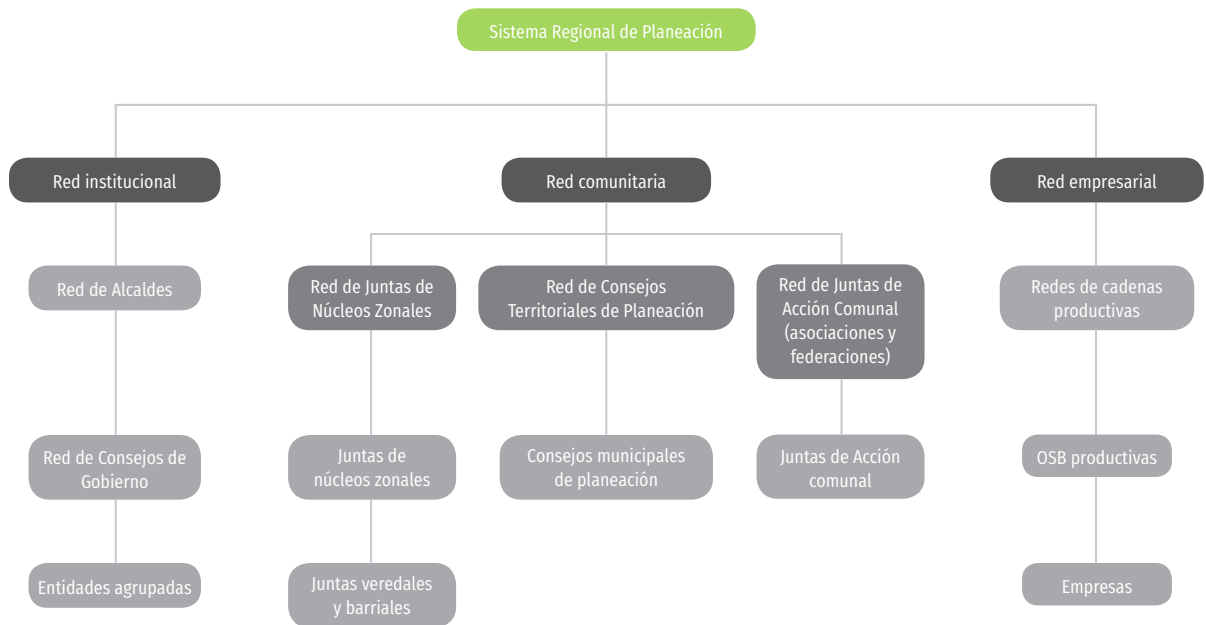 Sistema Regional de Planeación
Red institucional
Red comunitaria
Red empresarial
Red de Alcaldes
Red de Juntas de
Núcleos Zonales
Red de Consejos
Territoriales de Planeación
Red de Juntas de
Acción Comunal
(asociaciones y
federaciones)
Redes de cadenas
productivas
Red de Consejos de
Gobierno
Juntas de
núcleos zonales
Consejos municipales
de planeación
Juntas de Acción
comunal
OSB productivas
Entidades agrupadas
Juntas veredales
y barriales
Empresas